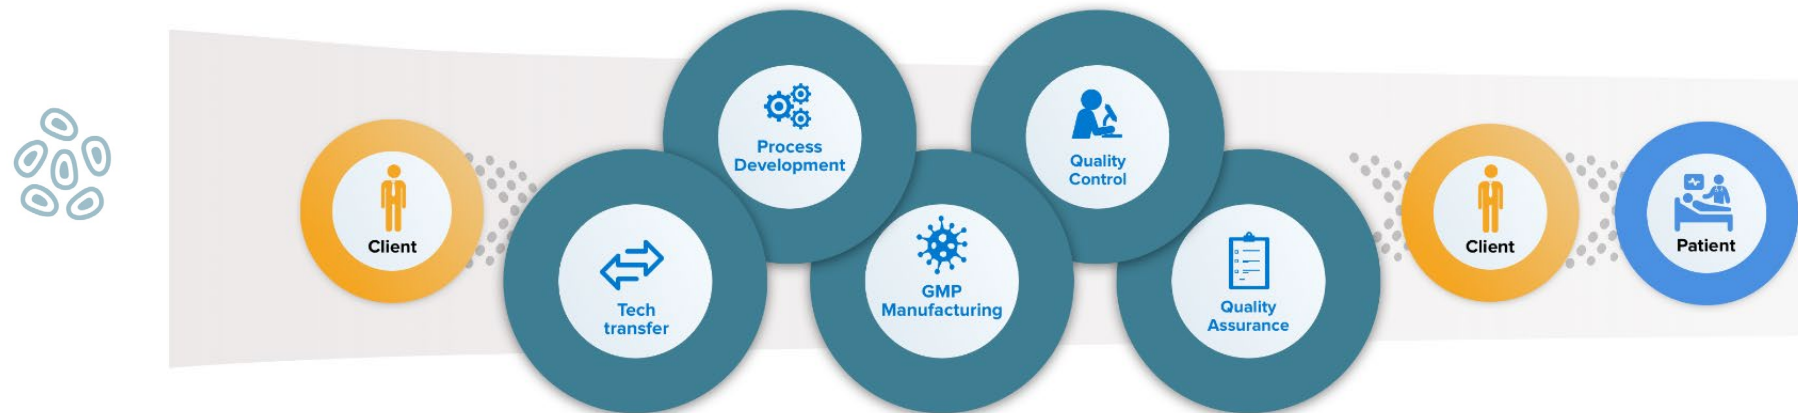 Client
Tech
transfer
Process
Development
GMP
Manufacturing
Quality
Control
Quality
Assurance
Client
Patient